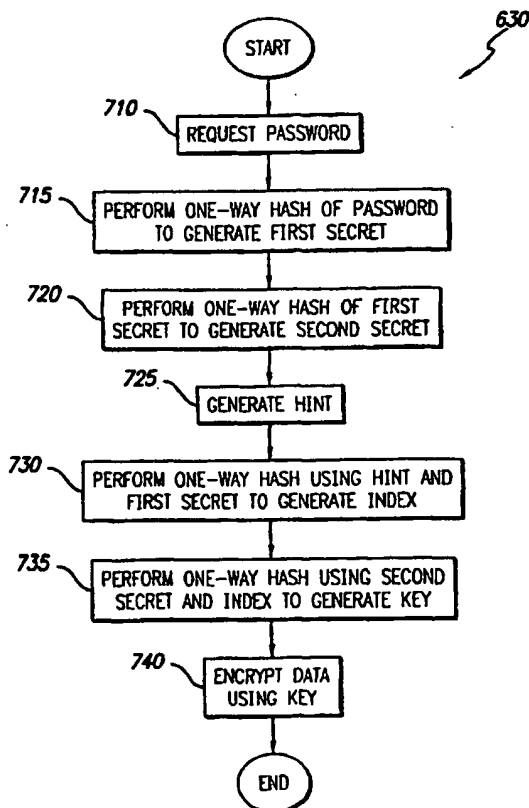 630
START
710
REQUEST PASSWORD
715
PERFORM ONE-WAY HASH OF PASSWORD
TO GENERATE FIRST SECRET
720
PERFORM ONE-WAY HASH OF FIRST
SECRET TO GENERATE SECOND SECRET
725
GENERATE HINT
730
PERFORM ONE-WAY HASH USING HINT AND
FIRST SECRET TO GENERATE INDEX
735
PERFORM ONE-WAY HASH USING SECOND
SECRET AND INDEX TO GENERATE KEY
740
ENCRYPT DATA
USING KEY
END